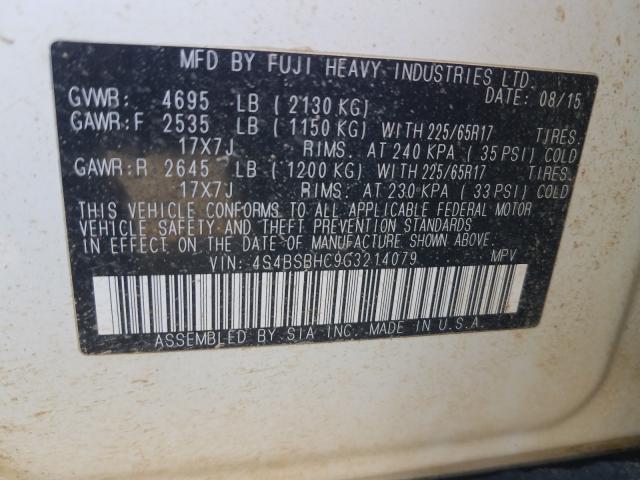 MFD BY FUJI HEAVY INDUSTRIES LTD.
DATE: 08/15
GVWR: 4695 LB ( 2130 KG)
GAWR:F 2535 LB ( 1150 KG) WITH 225/65R17 TIRES.
17X7J RIMS. AT 240 KPA ( 35 PSI) COLD
GAWR:R 2645 LB ( 1200 KG) WITH 225/65R17 TIRES.
17X7J RIMS. AT 230 KPA ( 33 PSI) COLD
THIS VEHICLE CONFORMS TO ALL APPLICABLE FEDERAL MOTOR
VEHICLE SAFETY, BUMPER, AND THEFT PREVENTION STANDARDS
IN EFFECT ON THE DATE OF MANUFACTURE SHOWN ABOVE.
VIN: 4S4BSBHC9G3214079 MPV
ASSEMBLED BY SIA INC. MADE IN U.S.A.